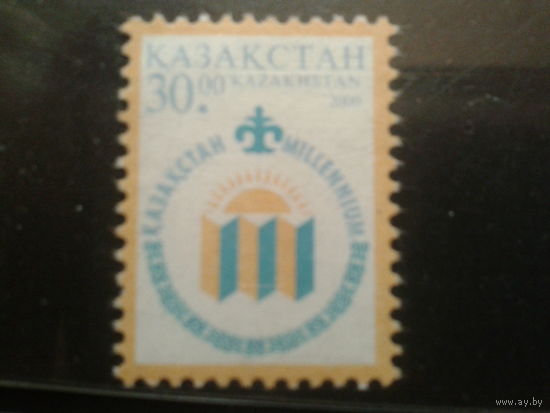 ҚАЗАҚСТАН
30.00 KAZAKHSTAN
2000
ҚАЗАҚСТАН MILLENNIUM
www.ay.by